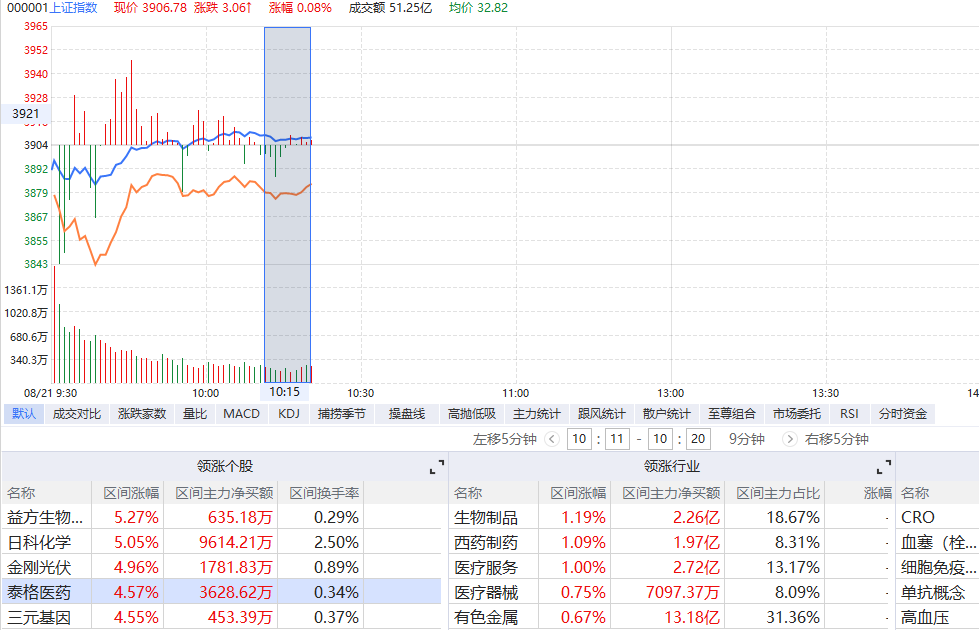 000001上证指数 现价 3906.78 涨跌 3.06↑ 涨幅 0.08% 成交额 51.25亿 均价 32.82
3965
3952
3940
3928
3921
3904
3892
3879
3867
3855
3843
1361.1万
1020.8万
680.6万
340.3万
08/21 9:30 10:00 10:15 10:30 11:00 13:00 13:30 14
默认 成交对比 涨跌家数 量比 MACD KDJ 捕捞季节 操盘线 高抛低吸 主力统计 跟风统计 散户统计 至尊组合 市场委托 RSI 分时资金
左移5分钟 10 : 11 - 10 : 20 9分钟 右移5分钟
领涨个股 领涨行业
名称 区间涨幅 区间主力净买额 区间换手率 名称 区间涨幅 区间主力净买额 区间主力占比 涨幅 名称
益方生物... 5.27% 635.18万 0.29% 生物制品 1.19% 2.26亿 18.67% - CRO
日科化学 5.05% 9614.21万 2.50% 西药制药 1.09% 1.97亿 8.31% - 血塞（栓...
金刚光伏 4.96% 1781.83万 0.89% 医疗服务 1.00% 2.72亿 13.17% - 细胞免疫...
泰格医药 4.57% 3628.62万 0.34% 医疗器械 0.75% 7097.37万 8.09% - 单抗概念
三元基因 4.55% 453.39万 0.37% 有色金属 0.67% 13.18亿 31.36% - 高血压